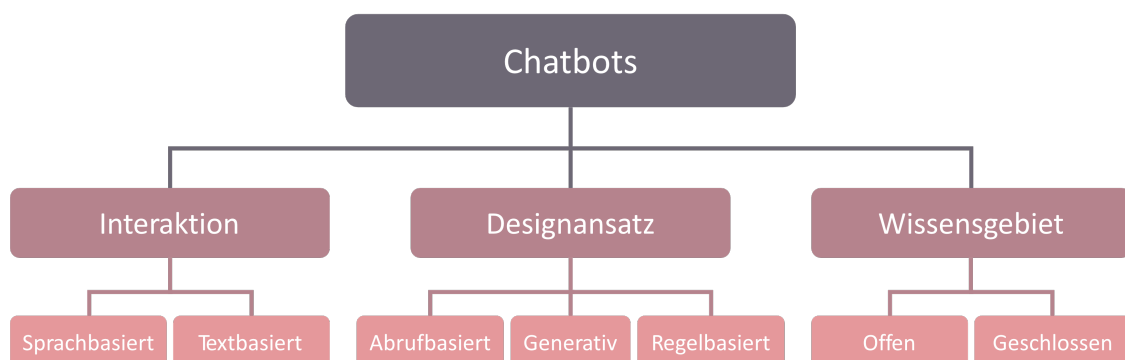 Chatbots
Interaktion
Designansatz
Wissensgebiet
Sprachbasiert
Textbasiert
Abrufbasiert
Generativ
Regelbasiert
Offen
Geschlossen